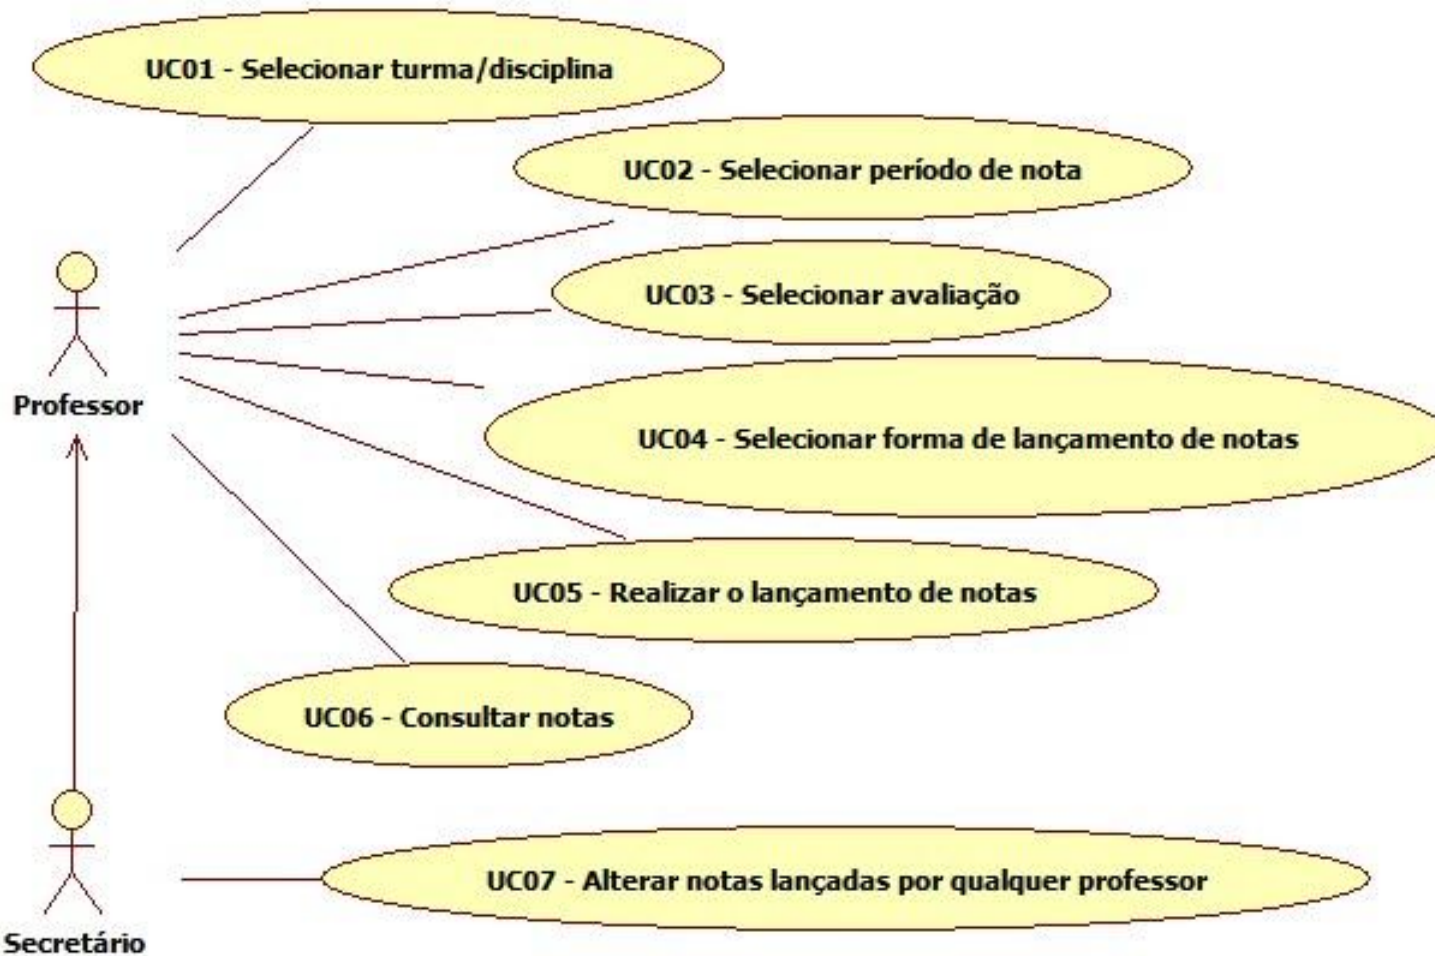 UC01 - Selecionar turma/disciplina
UC02 - Selecionar período de nota
UC03 - Selecionar avaliação
Professor
UC04 - Selecionar forma de lançamento de notas
UC05 - Realizar o lançamento de notas
UC06 - Consultar notas
UC07 - Alterar notas lançadas por qualquer professor
Secretário